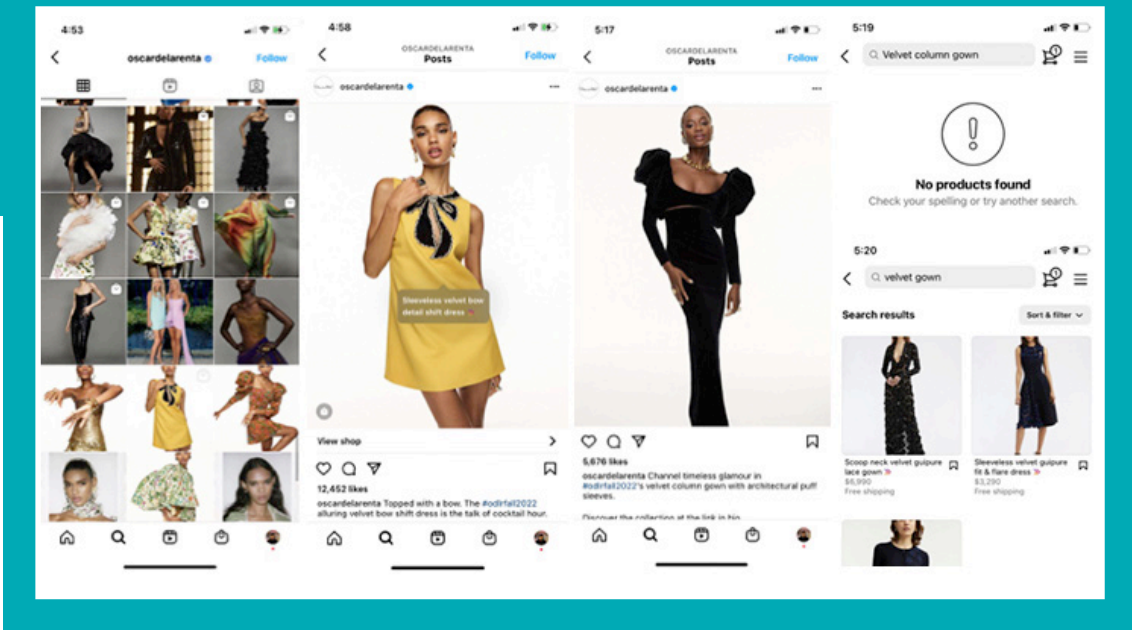 4:53
oscardelarenta
Follow
4:58
OSCARDELARENTA
Posts
Follow
oscardelarenta
Sleeveless velvet bow
detail shift dress
View shop
12,452 likes
oscardelarenta Topped with a bow. The #odlrfall2022
alluring velvet bow shift dress is the talk of cocktail hour.
5:17
OSCARDELARENTA
Posts
Follow
oscardelarenta
5,676 likes
oscardelarenta Channel timeless glamour in
#odlrfall2022's velvet column gown with architectural puff
sleeves.
Discover the collection at the link in bio
5:19
Velvet column gown
1
No products found
Check your spelling or try another search.
5:20
velvet gown
1
Search results
Sort & filter
Scoop neck velvet guipure
lace gown
$6,990
Free shipping
Sleeveless velvet guipure
fit & flare dress
$3,290
Free shipping